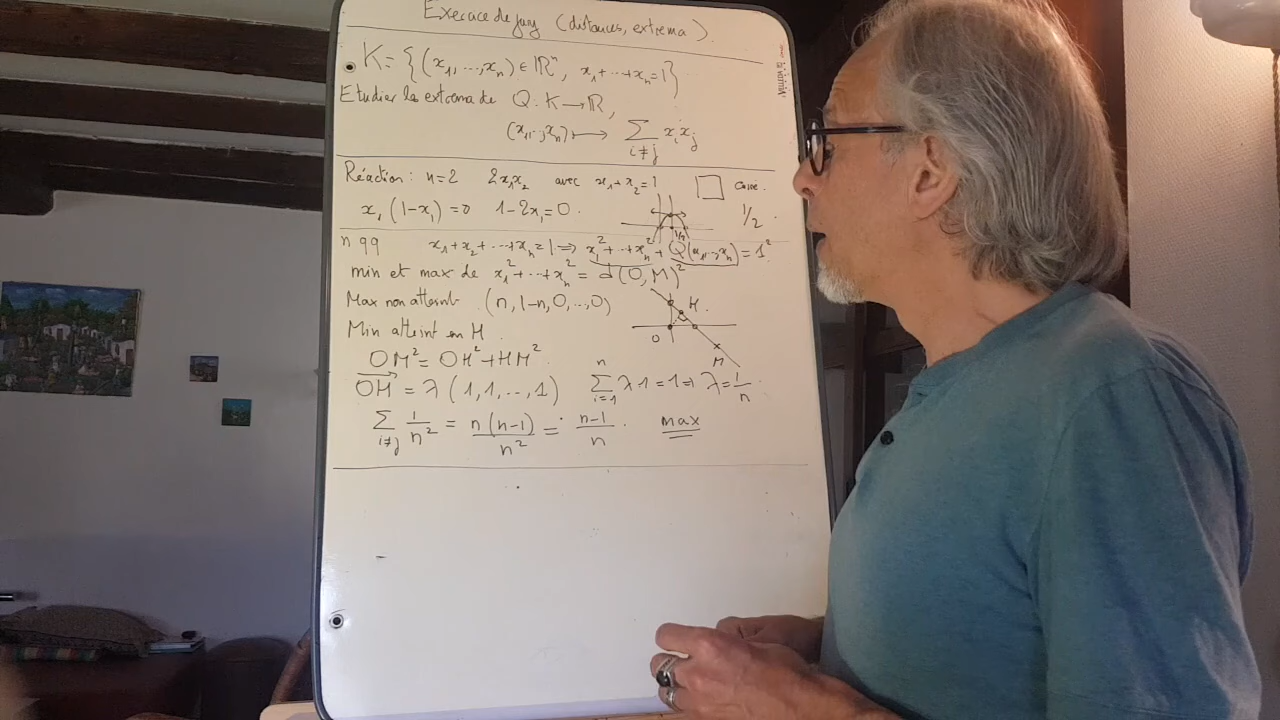 Exercice de jury (distances, extrema).
K = {(x₁, ..., xₙ) ∈ ℝⁿ, x₁ + ... + xₙ = 1}
Etudier les extrema de Q : K → ℝ,
(x₁, .., xₙ) ↦ ∑_{i≠j} xᵢxⱼ
Réaction : n=2 2x₁x₂ avec x₁+x₂=1 □ carré.
x₁(1-x₁)=0 1-2x₁=0. 1/2
1/2.
n qq x₁+x₂+...+xₙ=1 ⇒ x₁²+...+xₙ²+Q(x₁,..,xₙ)=1²
min et max de x₁²+...+xₙ² = d(O,M)²
Max non atteint (n, 1-n, 0, ..., 0)
Min atteint en H.
O H M
OM² = OH² + HM².
OH⃗ = λ(1,1,...,1) ∑_{i=1}^{n} λ·1 = 1 ⇒ λ = 1/n.
∑_{i≠j} 1/n² = n(n-1)/n² = n-1/n. max